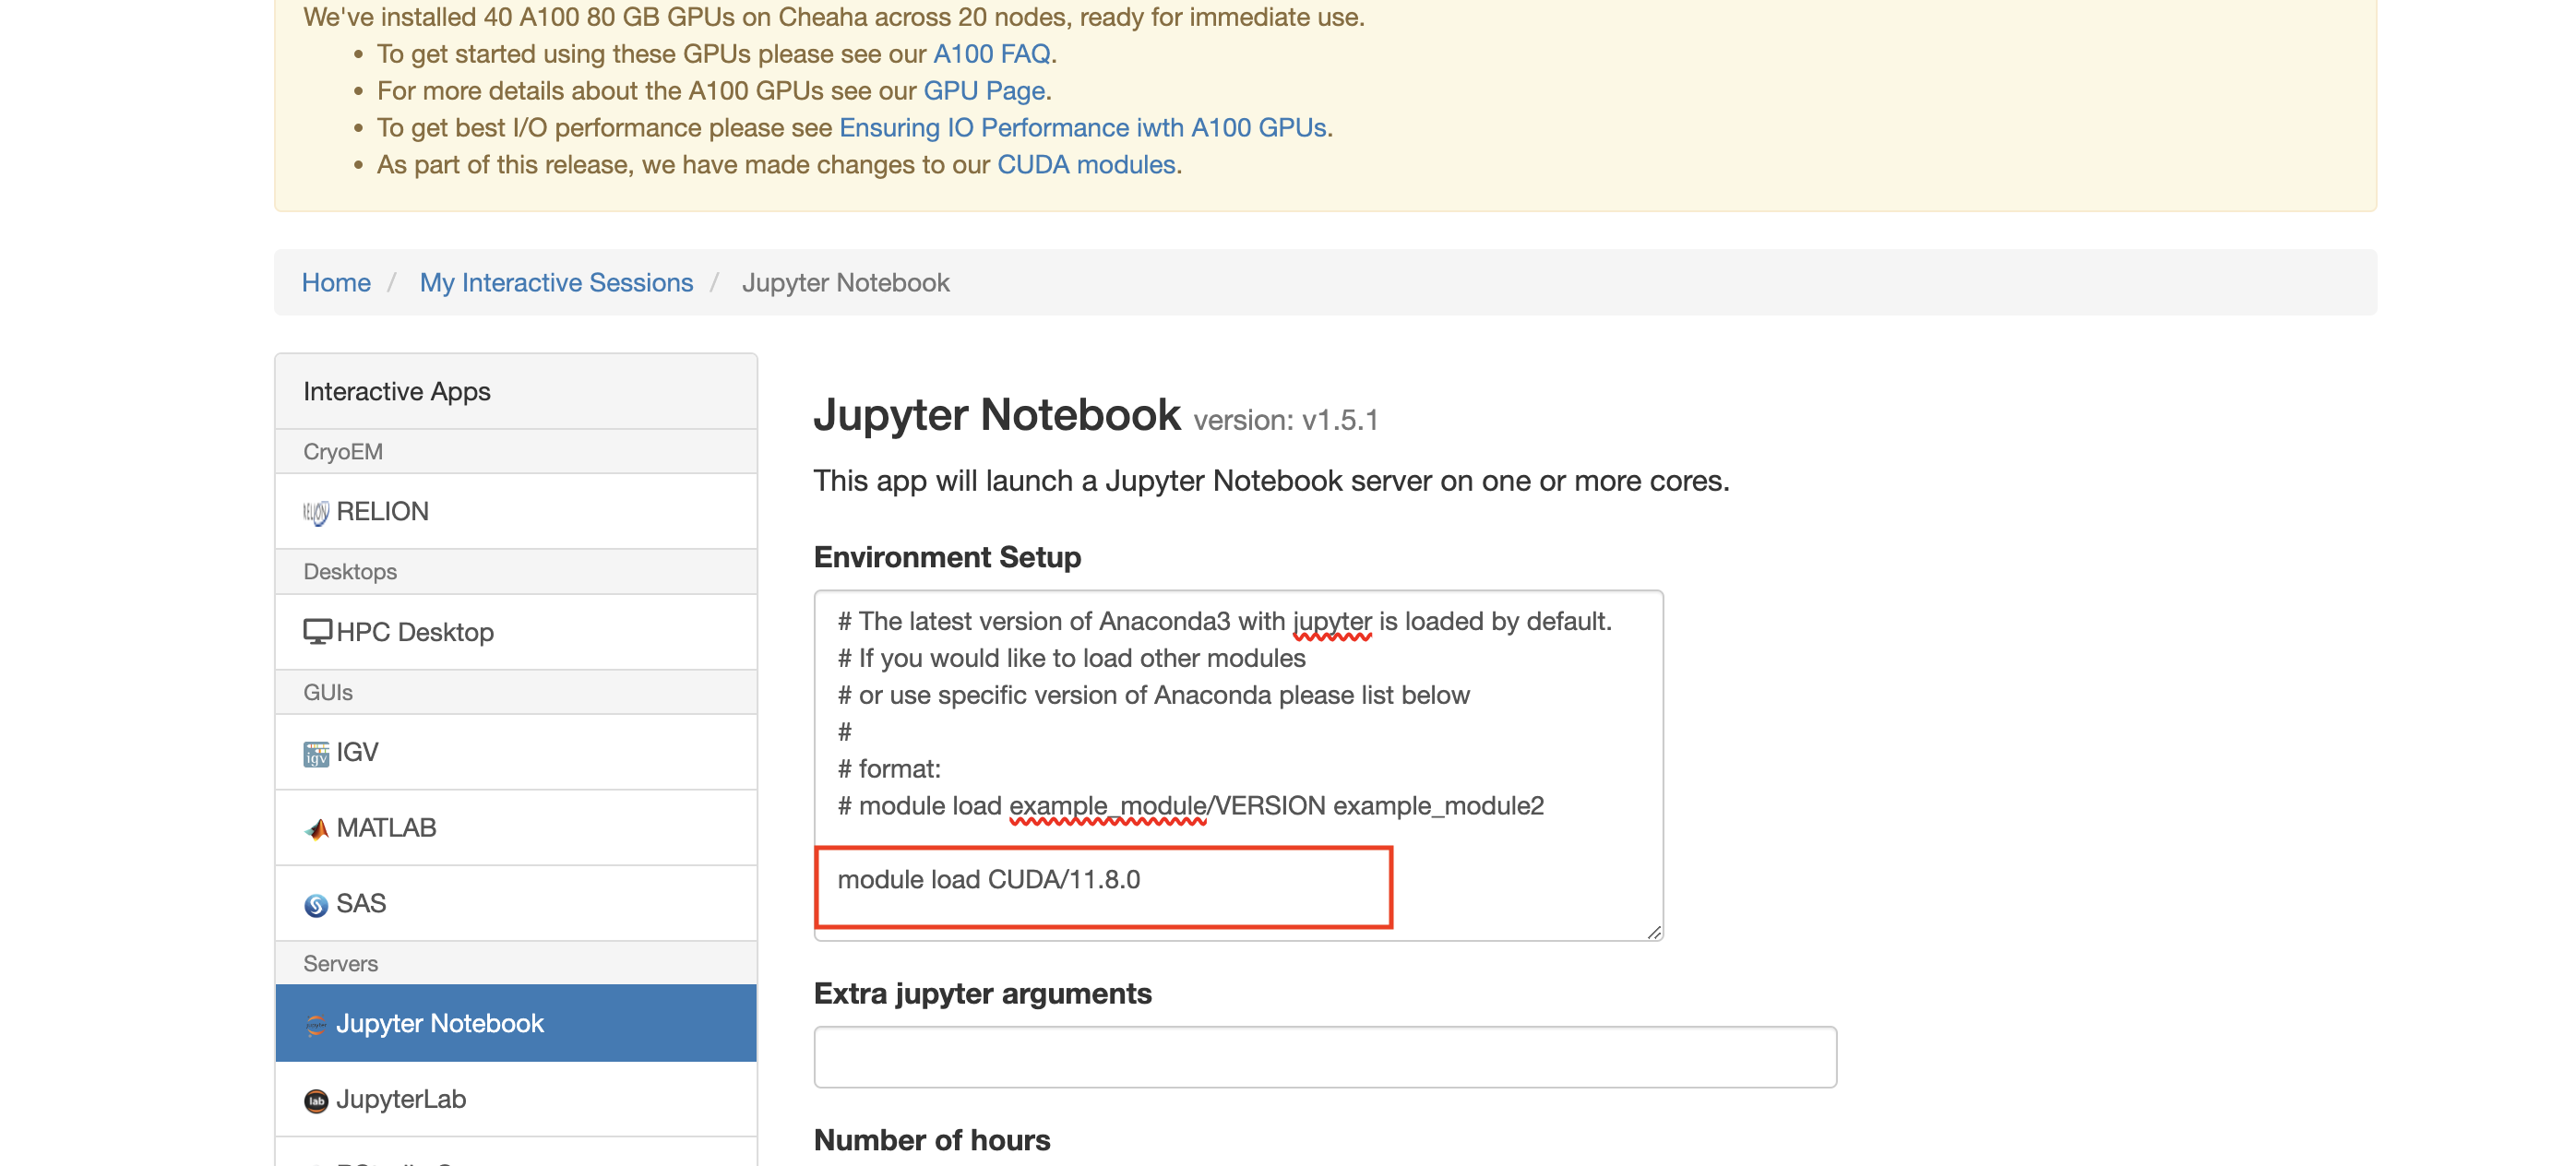 We've installed 40 A100 80 GB GPUs on Cheaha across 20 nodes, ready for immediate use.
• To get started using these GPUs please see our A100 FAQ.
• For more details about the A100 GPUs see our GPU Page.
• To get best I/O performance please see Ensuring IO Performance iwth A100 GPUs.
• As part of this release, we have made changes to our CUDA modules.
Home / My Interactive Sessions / Jupyter Notebook
Interactive Apps
CryoEM
RELION
Desktops
HPC Desktop
GUIs
IGV
MATLAB
SAS
Servers
Jupyter Notebook
JupyterLab
Jupyter Notebook version: v1.5.1
This app will launch a Jupyter Notebook server on one or more cores.
Environment Setup
# The latest version of Anaconda3 with jupyter is loaded by default.
# If you would like to load other modules
# or use specific version of Anaconda please list below
#
# format:
# module load example_module/VERSION example_module2
module load CUDA/11.8.0
Extra jupyter arguments
Number of hours